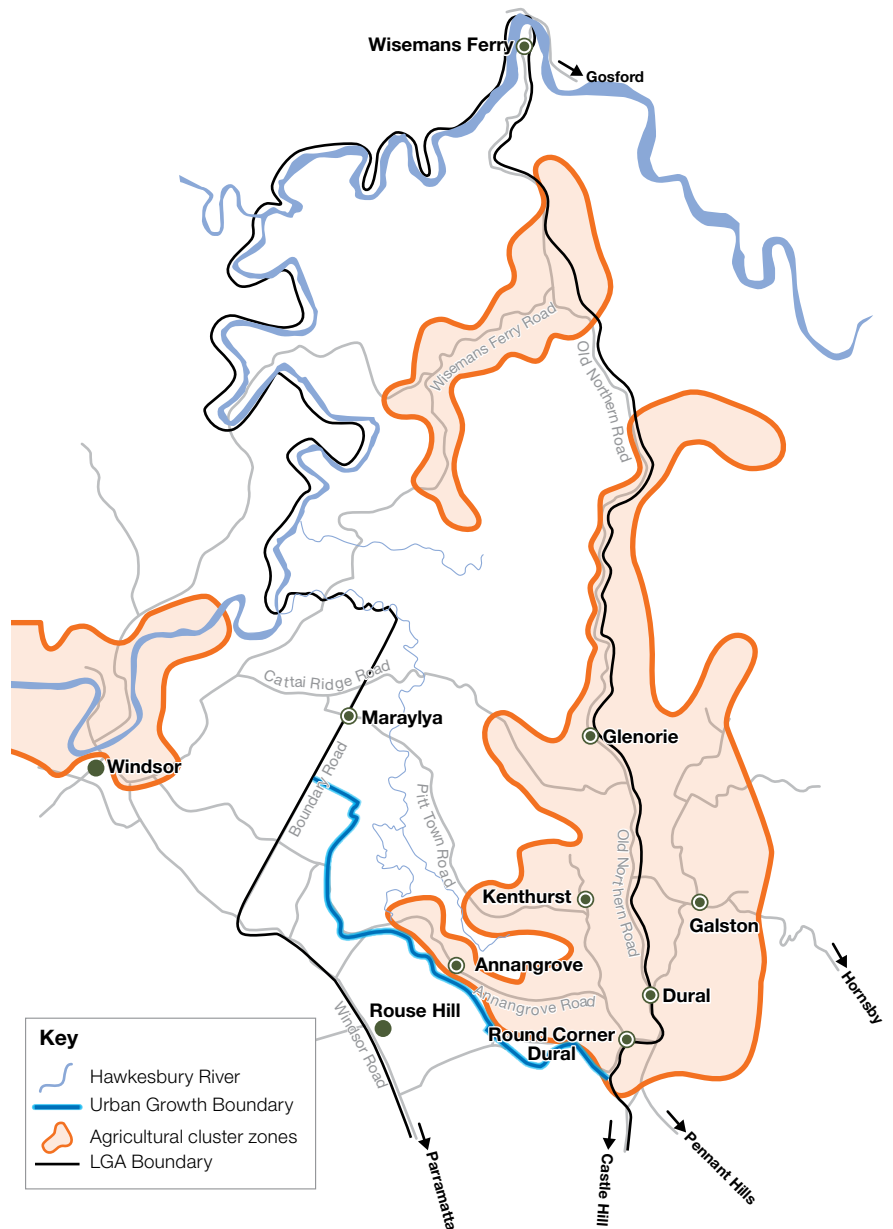 Wisemans Ferry
Gosford
Wisemans Ferry Road
Old Northern Road
Cattai Ridge Road
Maraylya
Glenorie
Windsor
Boundary Road
Pitt Town Road
Old Northern Road
Kenthurst
Galston
Annangrove
Hornsby
Annangrove Road
Dural
Rouse Hill
Round Corner
Dural
Windsor Road
Key
Hawkesbury River
Urban Growth Boundary
Agricultural cluster zones
LGA Boundary
Parramatta
Castle Hill
Pennant Hills